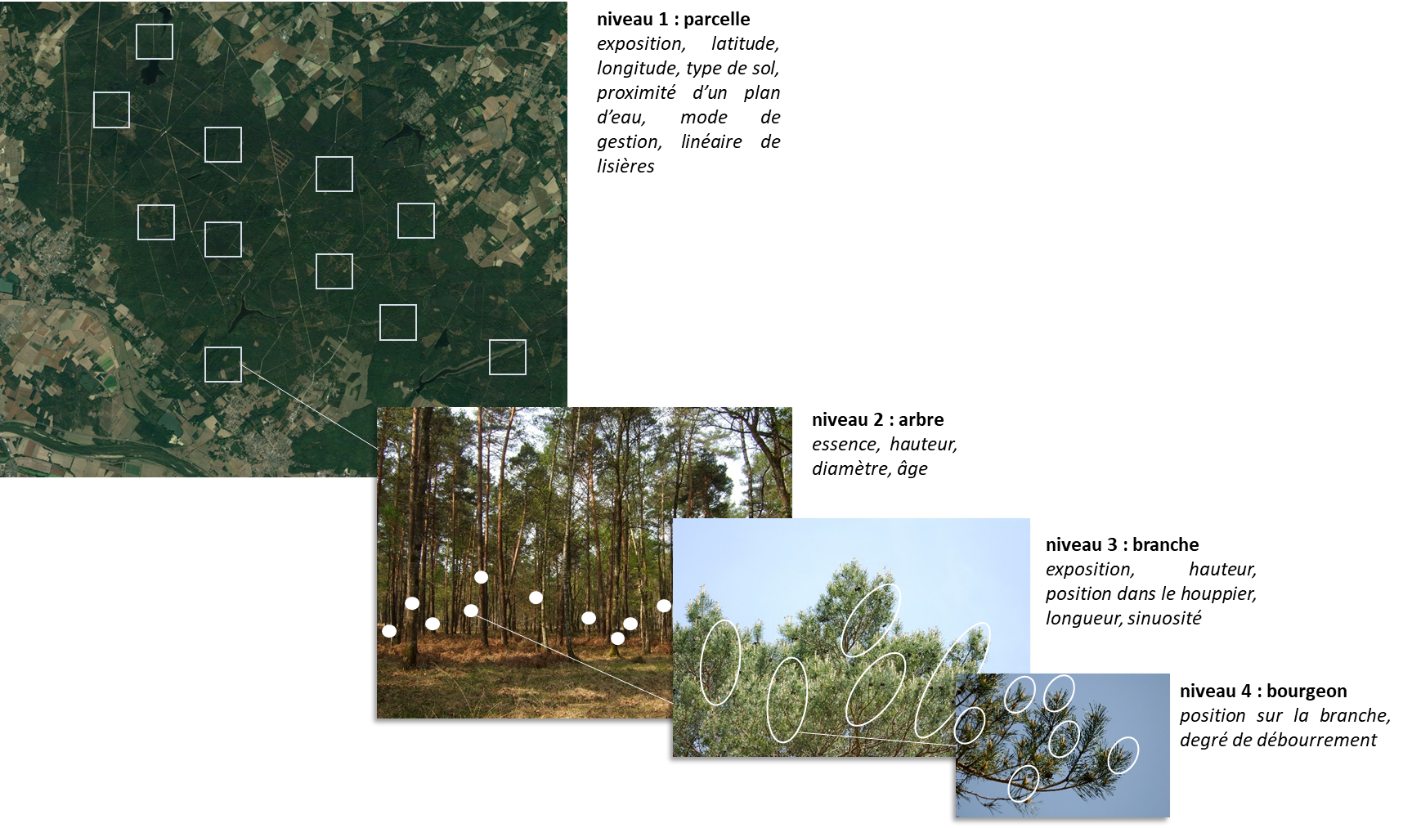 niveau 1 : parcelle
exposition, latitude,
longitude, type de sol,
proximité d’un plan
d’eau, mode de
gestion, linéaire de
lisières
niveau 2 : arbre
essence, hauteur,
diamètre, âge
niveau 3 : branche
exposition, hauteur,
position dans le houppier,
longueur, sinuosité
niveau 4 : bourgeon
position sur la branche,
degré de débourrement